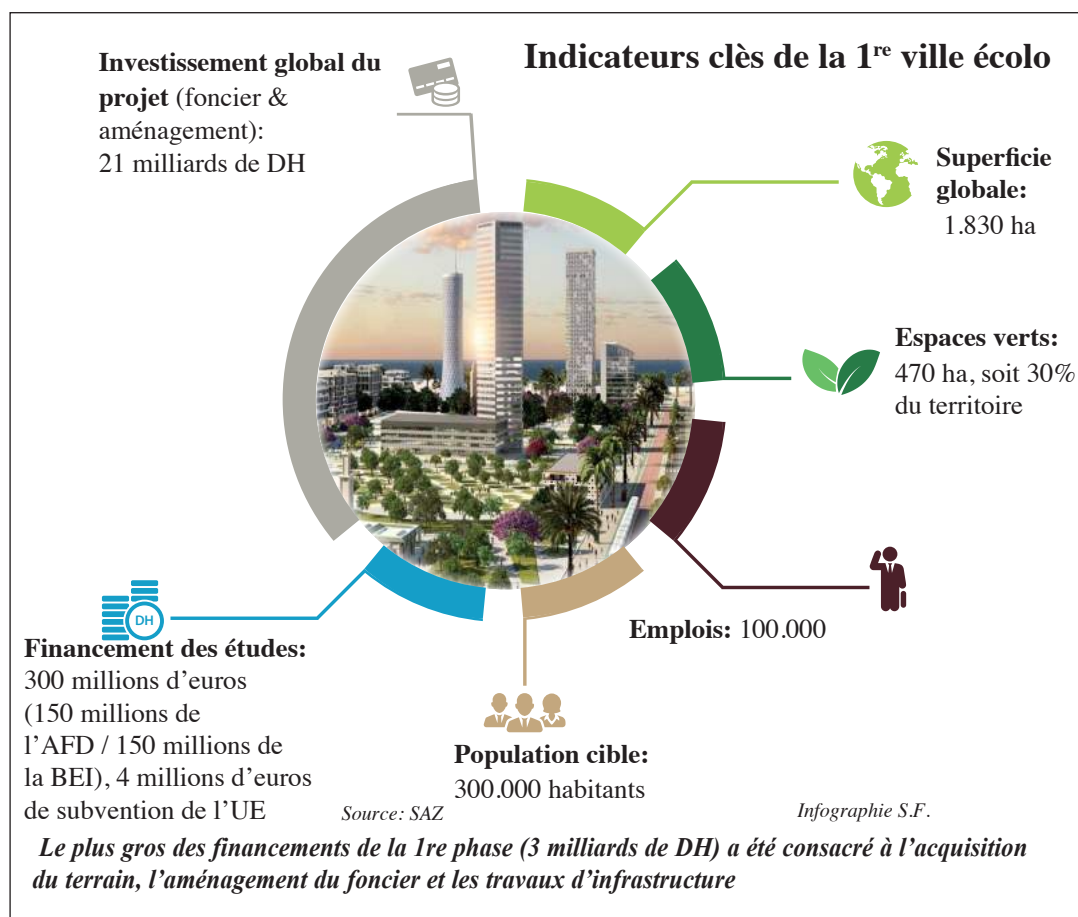 Indicateurs clès de la 1re ville écolo
Investissement global du
projet (foncier &
aménagement):
21 milliards de DH
Superficie
globale:
1.830 ha
Espaces verts:
470 ha, soit 30%
du territoire
Emplois: 100.000
Population cible:
300.000 habitants
DH
Financement des études:
300 millions d’euros
(150 millions de
l’AFD / 150 millions de
la BEI), 4 millions d’euros
de subvention de l’UE
Source: SAZ
Infographie S.F.
Le plus gros des financements de la 1re phase (3 milliards de DH) a été consacré à l’acquisition
du terrain, l’aménagement du foncier et les travaux d’infrastructure